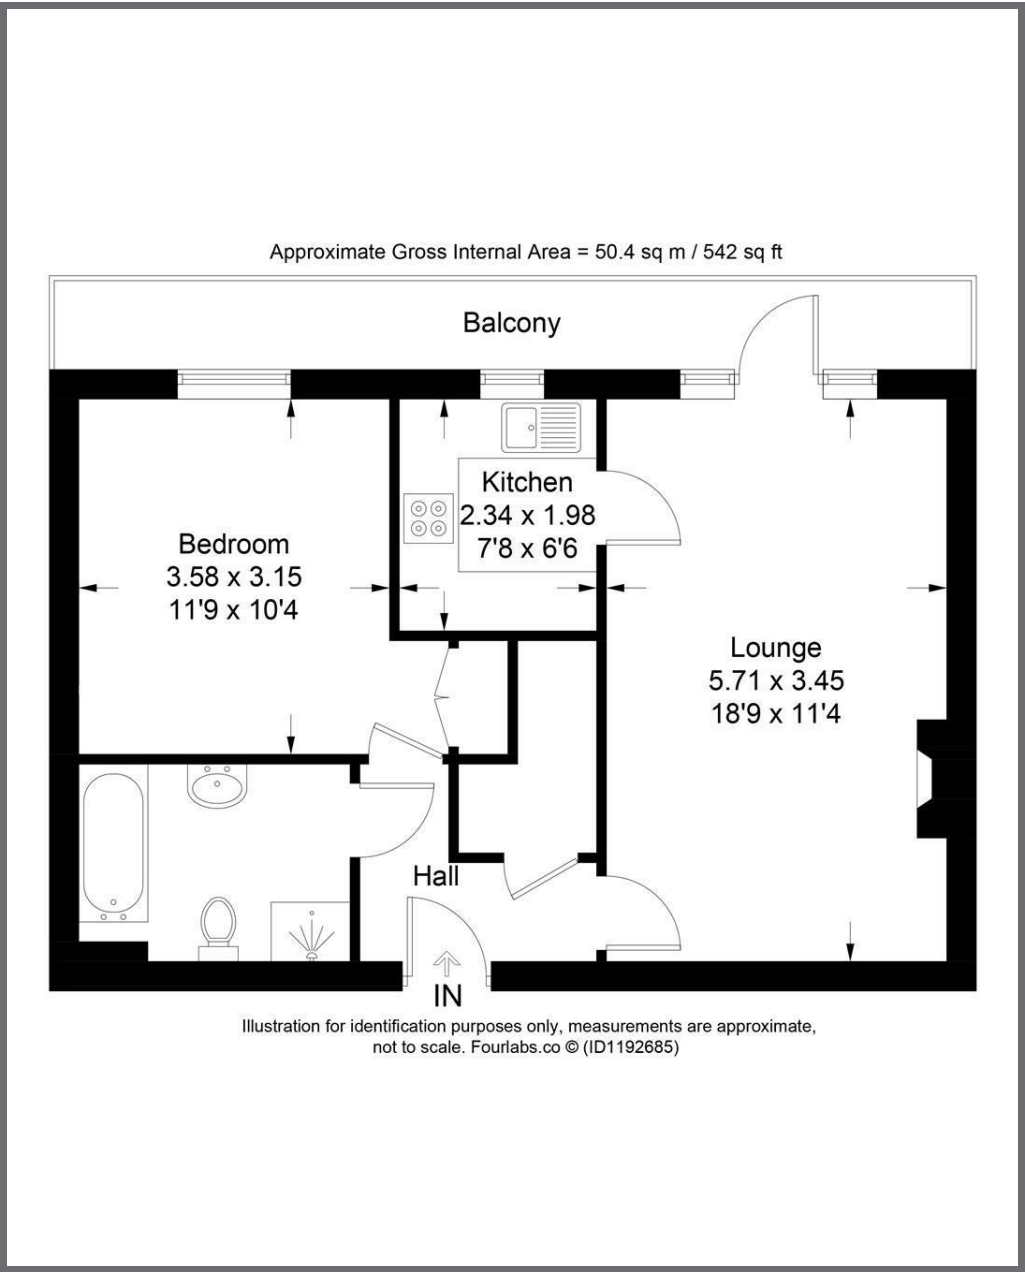 Approximate Gross Internal Area = 50.4 sq m / 542 sq ft
Balcony
Kitchen
2.34 x 1.98
7'8 x 6'6
Bedroom
3.58 x 3.15
11'9 x 10'4
Lounge
5.71 x 3.45
18'9 x 11'4
Hall
IN
Illustration for identification purposes only, measurements are approximate,
not to scale. Fourlabs.co © (ID1192685)